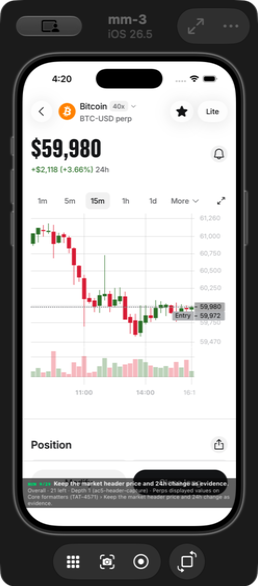 mm-3
iOS 26.5
4:20
Bitcoin 40x
BTC-USD perp
Lite
$59,980
+$2,118 (+3.66%) 24h
1m 5m 15m 1h 1d More
61,250
61,000
60,750
60,500
60,250
59,980
Entry 59,972
59,470
11:00 14:00
Position
Keep the market header price and 24h change as evidence.
Overall · 21 left · Depth 1 (ac5-header-capture) · Perps displayed values on
Core formatters (TAT-4571) › Keep the market header price and 24h change as
evidence.